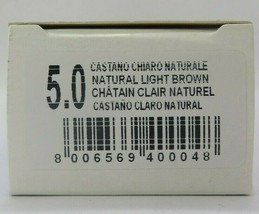 5.0
CASTANO CHIARO NATURALE
NATURAL LIGHT BROWN
CHÂTAIN CLAIR NATUREL
CASTAÑO CLARO NATURAL
8 006569 400048